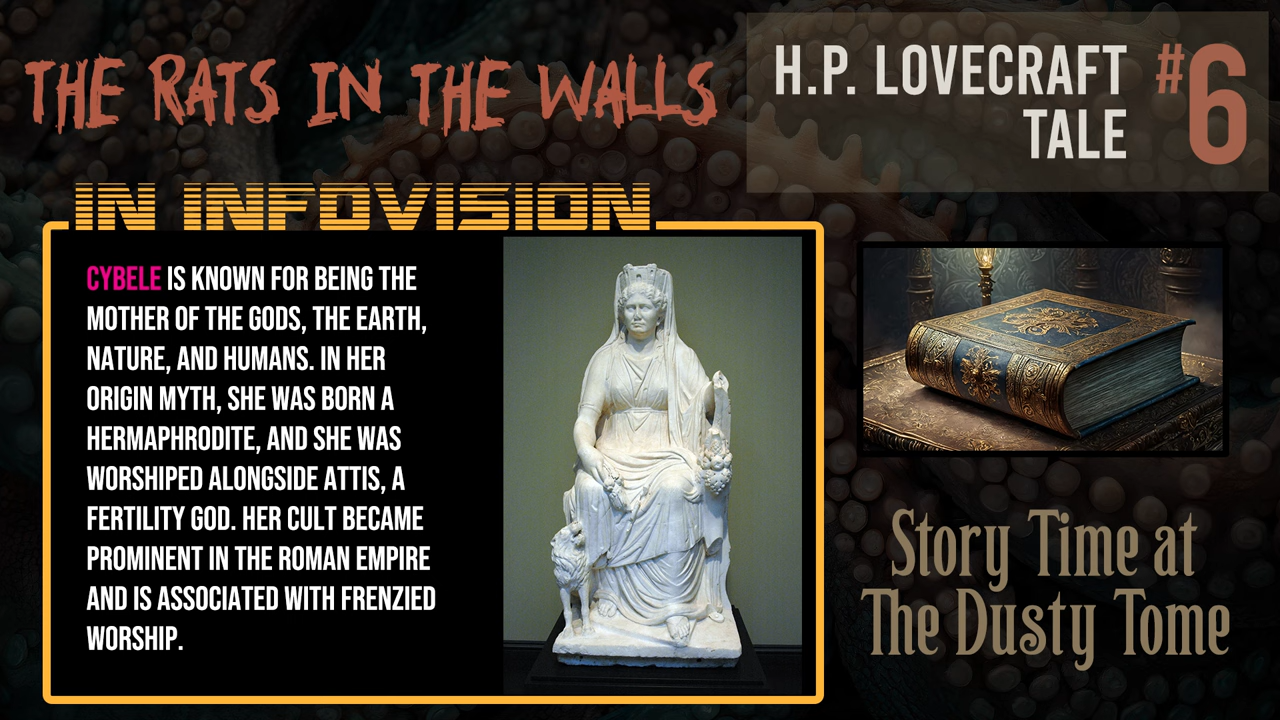 THE RATS IN THE WALLS
H.P. LOVECRAFT
TALE
#6
IN INFOVISION
CYBELE IS KNOWN FOR BEING THE
MOTHER OF THE GODS, THE EARTH,
NATURE, AND HUMANS. IN HER
ORIGIN MYTH, SHE WAS BORN A
HERMAPHRODITE, AND SHE WAS
WORSHIPED ALONGSIDE ATTIS, A
FERTILITY GOD. HER CULT BECAME
PROMINENT IN THE ROMAN EMPIRE
AND IS ASSOCIATED WITH FRENZIED
WORSHIP.
Story Time at
The Dusty Tome